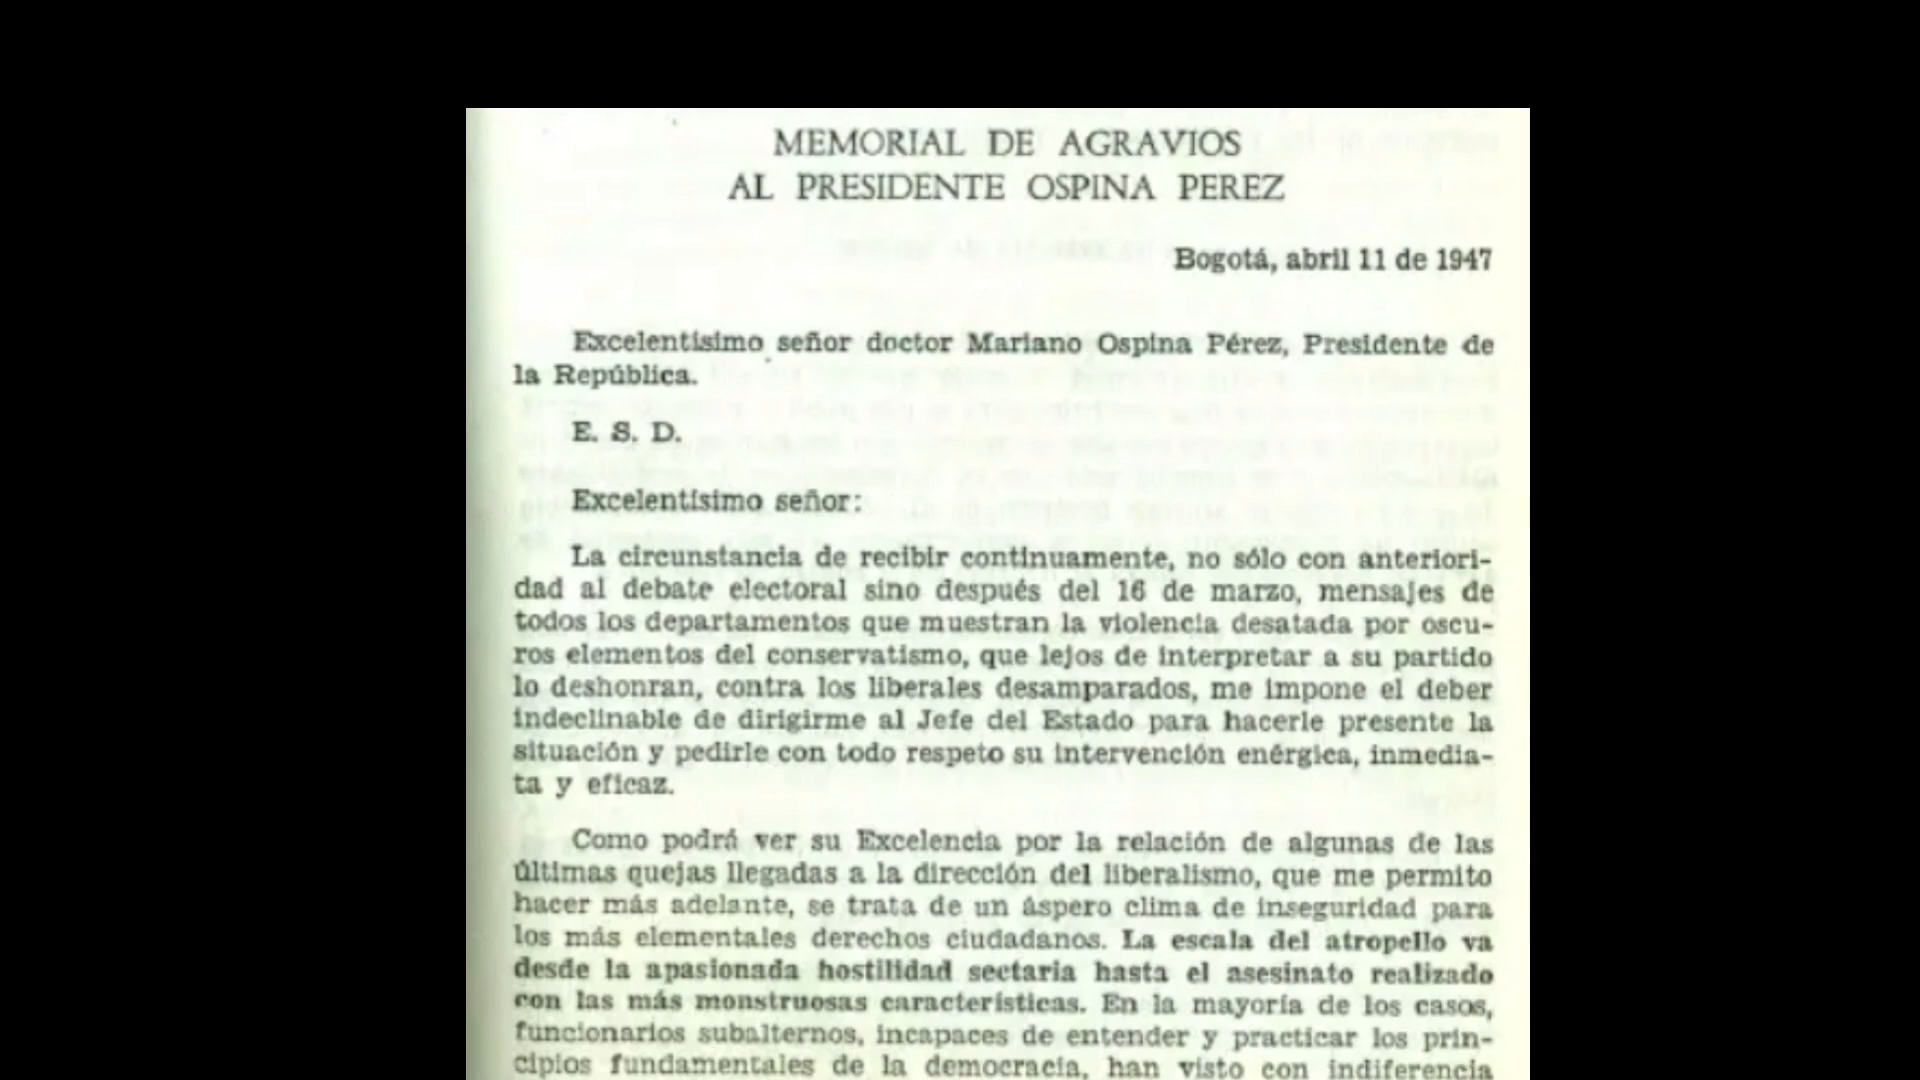 MEMORIAL DE AGRAVIOS
AL PRESIDENTE OSPINA PEREZ
Bogotá, abril 11 de 1947
Excelentísimo señor doctor Mariano Ospina Pérez, Presidente de
la República.
E. S. D.
Excelentísimo señor:
La circunstancia de recibir continuamente, no sólo con anteriori-
dad al debate electoral sino después del 16 de marzo, mensajes de
todos los departamentos que muestran la violencia desatada por oscu-
ros elementos del conservatismo, que lejos de interpretar a su partido
lo deshonran, contra los liberales desamparados, me impone el deber
indeclinable de dirigirme al Jefe del Estado para hacerle presente la
situación y pedirle con todo respeto su intervención enérgica, inmedia-
ta y eficaz.
Como podrá ver su Excelencia por la relación de algunas de las
últimas quejas llegadas a la dirección del liberalismo, que me permito
hacer más adelante, se trata de un áspero clima de inseguridad para
los más elementales derechos ciudadanos. La escala del atropello va
desde la apasionada hostilidad sectaria hasta el asesinato realizado
con las más monstruosas características. En la mayoría de los casos,
funcionarios subalternos, incapaces de entender y practicar los prin-
cipios fundamentales de la democracia, han visto con indiferencia